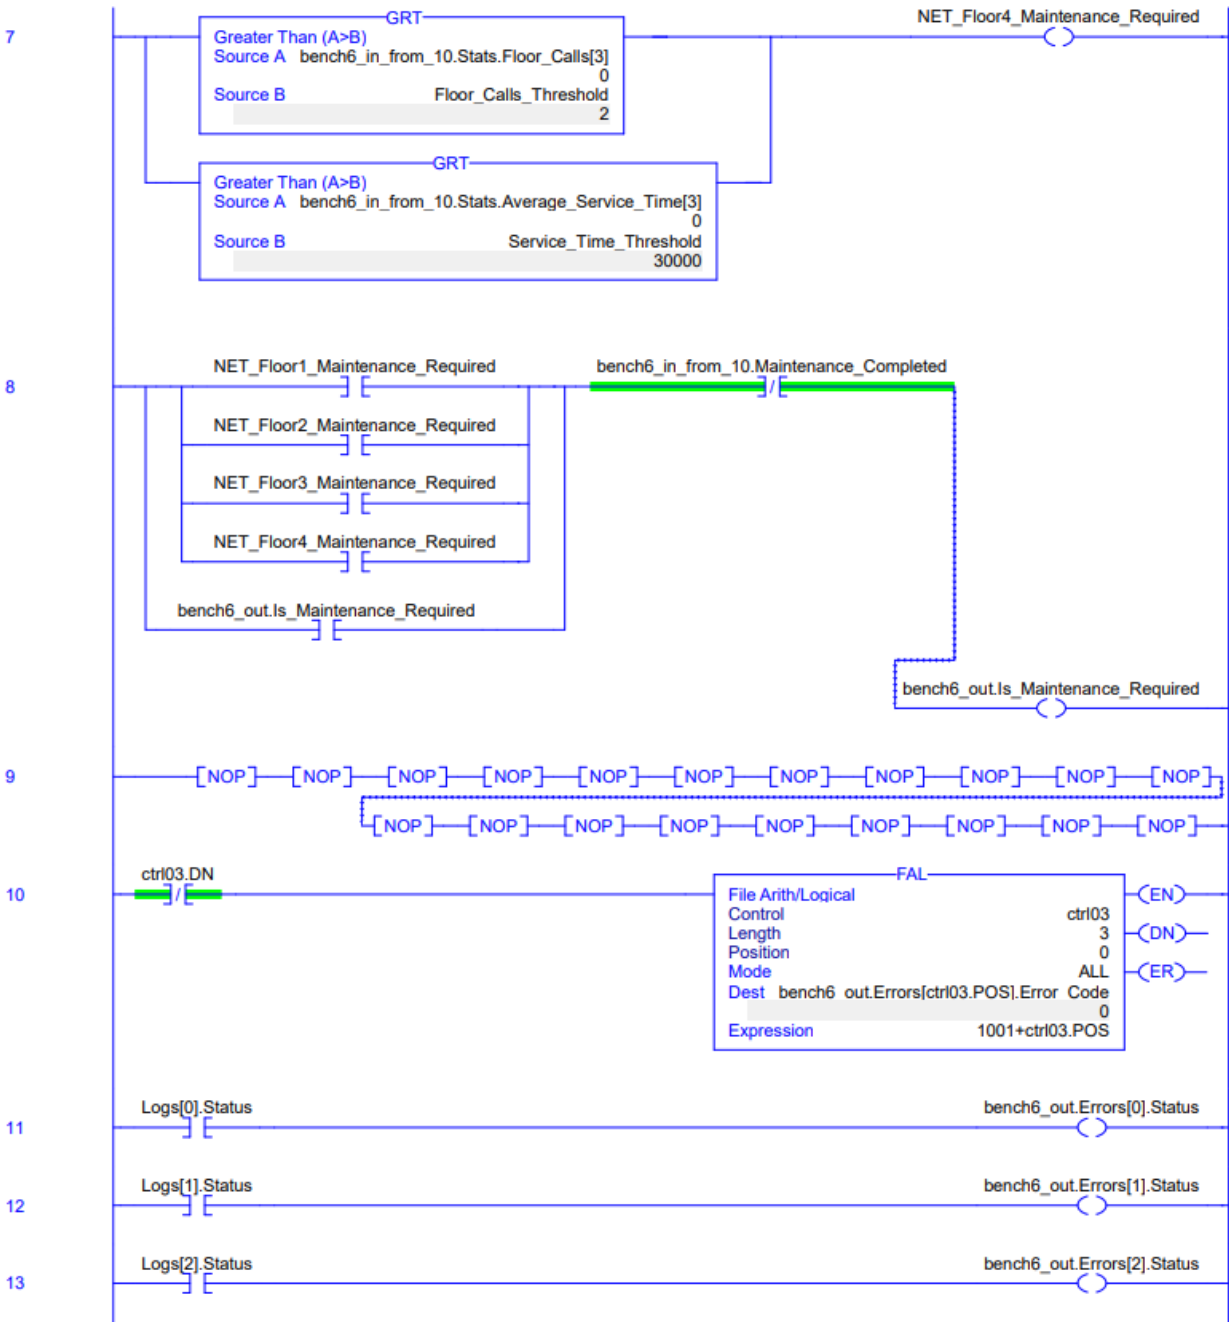 GRT
NET_Floor4_Maintenance_Required
7
Greater Than (A>B)
Source A bench6_in_from_10.Stats.Floor_Calls[3]
0
Source B Floor_Calls_Threshold
2
GRT
Greater Than (A>B)
Source A bench6_in_from_10.Stats.Average_Service_Time[3]
0
Source B Service_Time_Threshold
30000
NET_Floor1_Maintenance_Required
bench6_in_from_10.Maintenance_Completed
8
/
NET_Floor2_Maintenance_Required
NET_Floor3_Maintenance_Required
NET_Floor4_Maintenance_Required
bench6_out.Is_Maintenance_Required
bench6_out.Is_Maintenance_Required
9
NOP NOP NOP NOP NOP NOP NOP NOP NOP NOP NOP
NOP NOP NOP NOP NOP NOP NOP NOP NOP
ctrl03.DN
10
/
FAL
File Arith/Logical
Control ctrl03
Length 3
Position 0
Mode ALL
Dest bench6_out.Errors[ctrl03.POS].Error_Code
0
Expression 1001+ctrl03.POS
EN
DN
ER
Logs[0].Status
bench6_out.Errors[0].Status
11
Logs[1].Status
bench6_out.Errors[1].Status
12
Logs[2].Status
bench6_out.Errors[2].Status
13